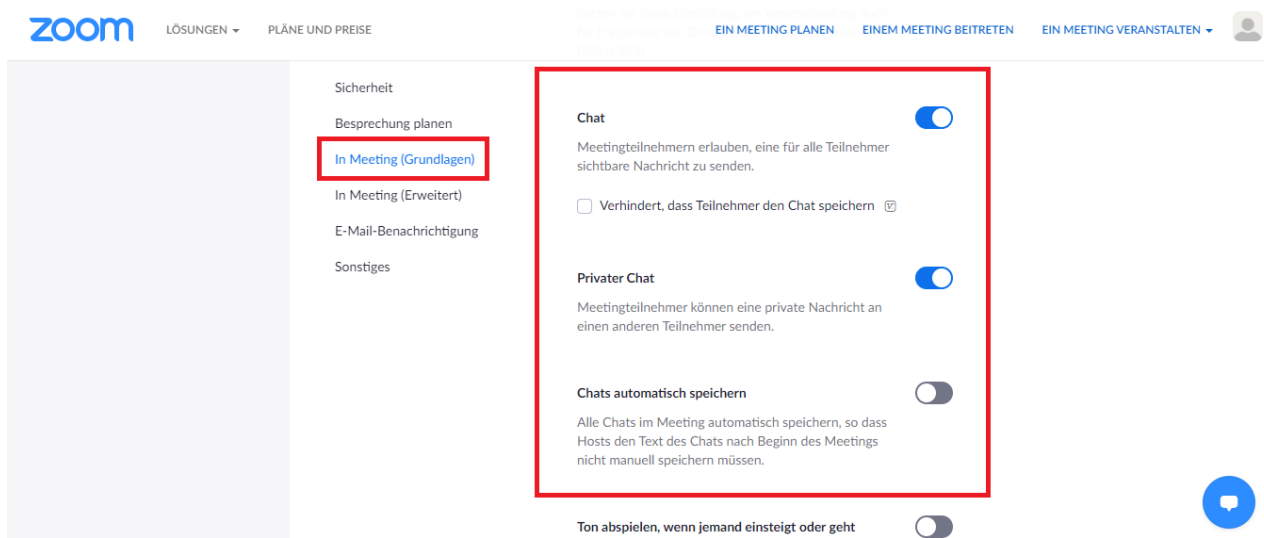 zoom
LÖSUNGEN
PLÄNE UND PREISE
EIN MEETING PLANEN
EINEM MEETING BEITRETEN
EIN MEETING VERANSTALTEN
Sicherheit
Besprechung planen
In Meeting (Grundlagen)
In Meeting (Erweitert)
E-Mail-Benachrichtigung
Sonstiges
Chat
Meetingteilnehmern erlauben, eine für alle Teilnehmer
sichtbare Nachricht zu senden.
Verhindert, dass Teilnehmer den Chat speichern
Privater Chat
Meetingteilnehmer können eine private Nachricht an
einen anderen Teilnehmer senden.
Chats automatisch speichern
Alle Chats im Meeting automatisch speichern, so dass
Hosts den Text des Chats nach Beginn des Meetings
nicht manuell speichern müssen.
Ton abspielen, wenn jemand einsteigt oder geht